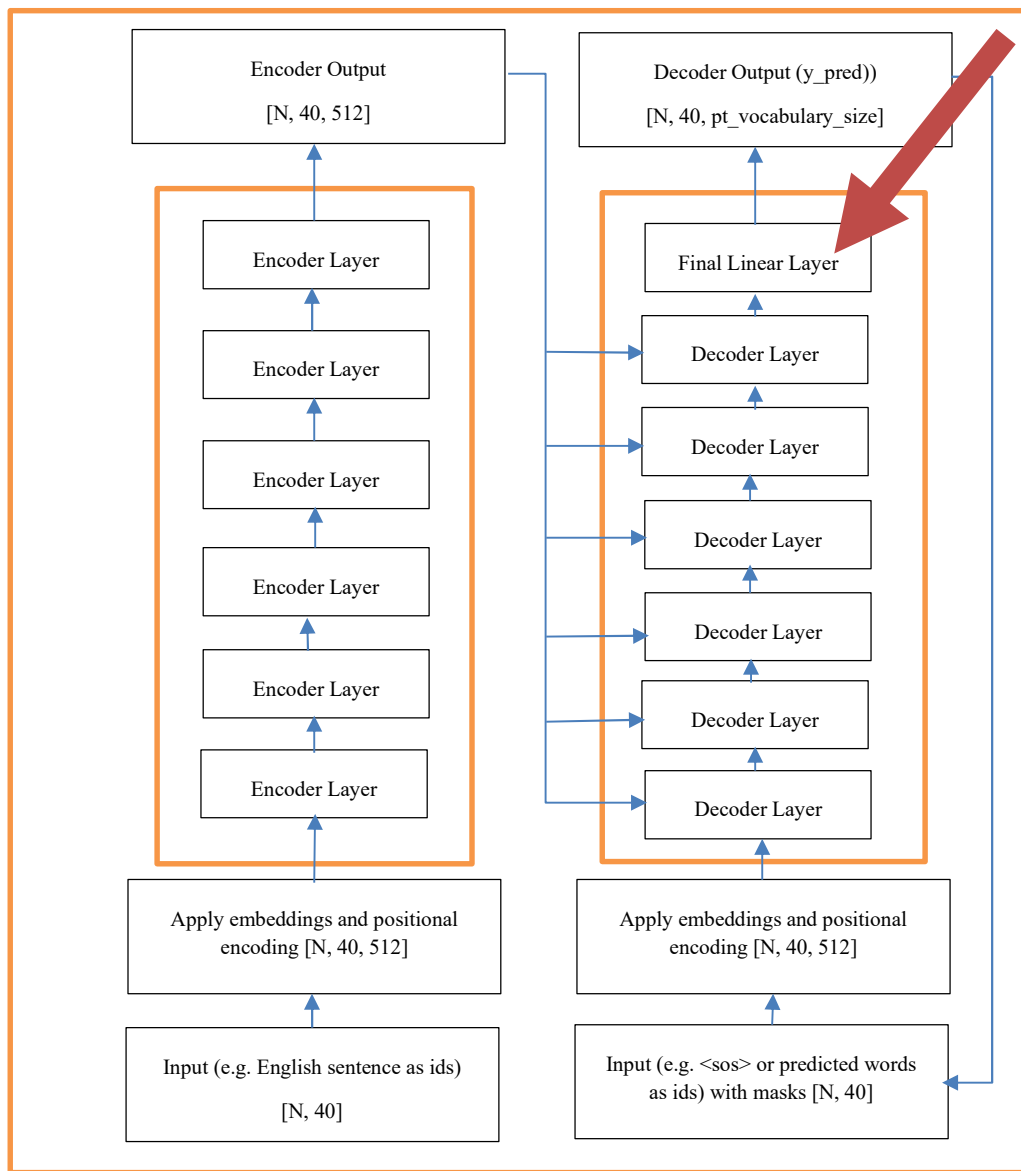 Encoder Output
[N, 40, 512]
Encoder Layer
Encoder Layer
Encoder Layer
Encoder Layer
Encoder Layer
Encoder Layer
Apply embeddings and positional
encoding [N, 40, 512]
Input (e.g. English sentence as ids)
[N, 40]
Decoder Output (y_pred))
[N, 40, pt_vocabulary_size]
Final Linear Layer
Decoder Layer
Decoder Layer
Decoder Layer
Decoder Layer
Decoder Layer
Decoder Layer
Apply embeddings and positional
encoding [N, 40, 512]
Input (e.g. <sos> or predicted words
as ids) with masks [N, 40]